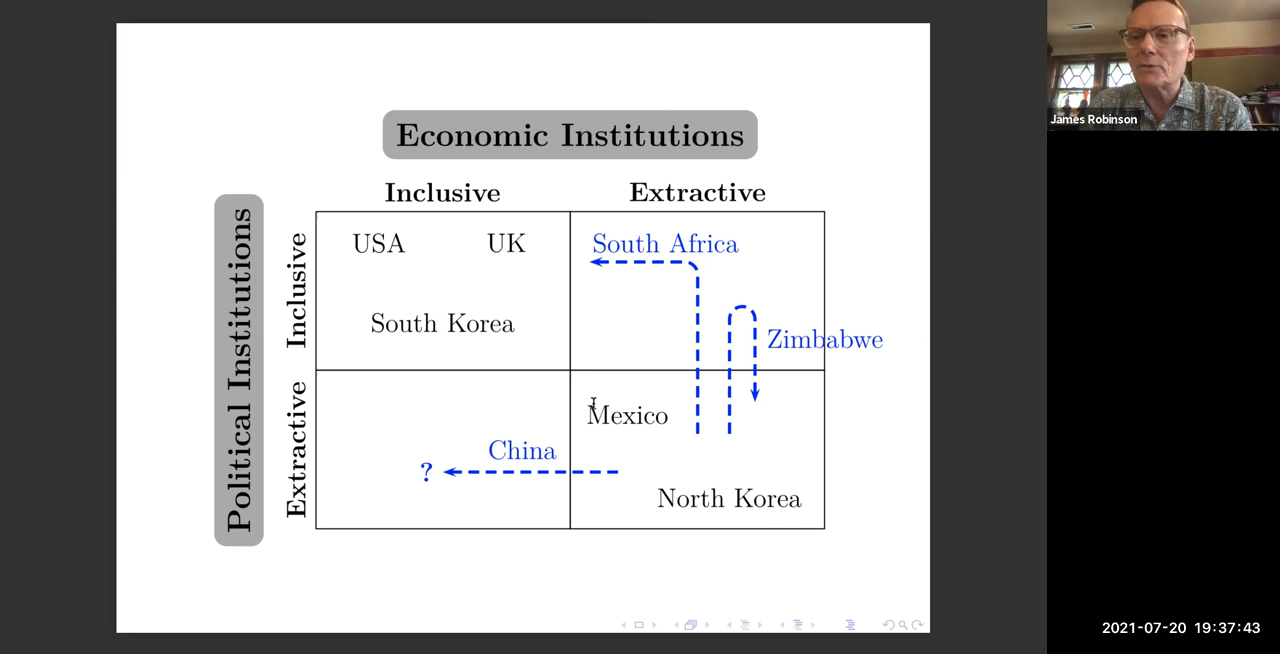 Economic Institutions
Inclusive
Extractive
Political Institutions
Inclusive
USA
UK
South Africa
South Korea
Zimbabwe
Extractive
Mexico
China
?
North Korea
James Robinson
2021-07-20 19:37:43